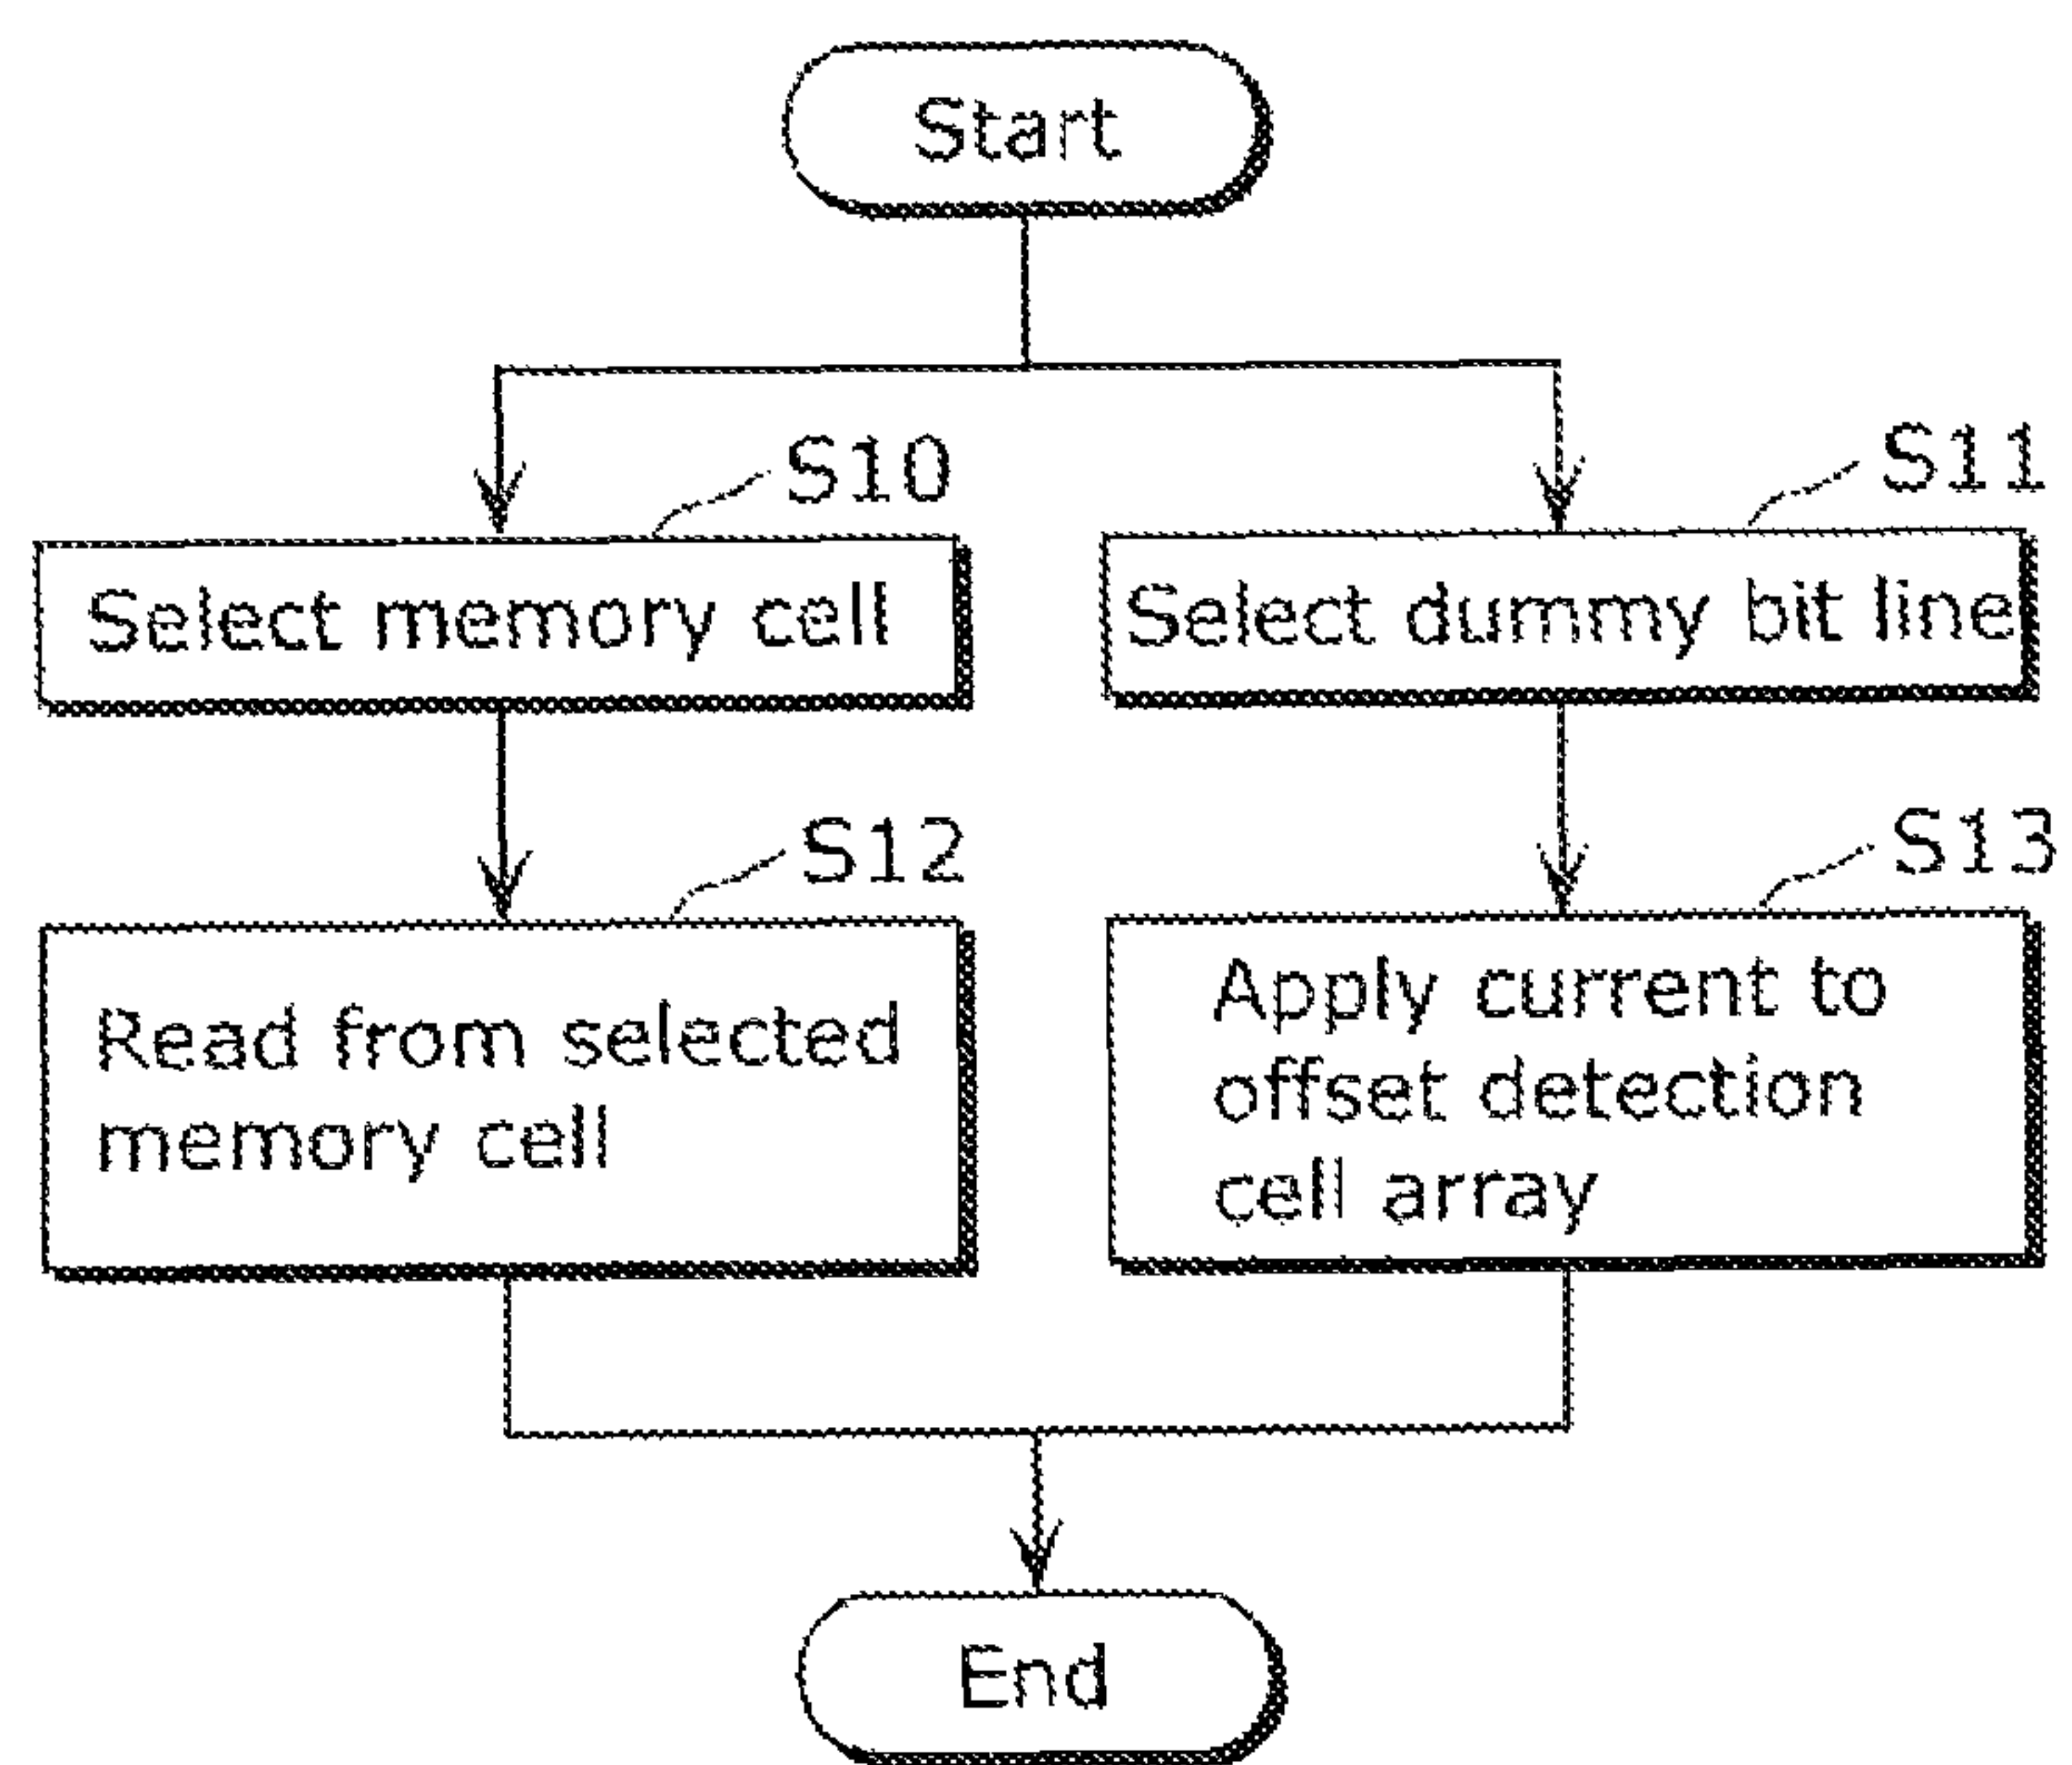 Start
S10
S11
Select memory cell
Select dummy bit line
S12
S13
Read from selected
memory cell
Apply current to
offset detection
cell array
End